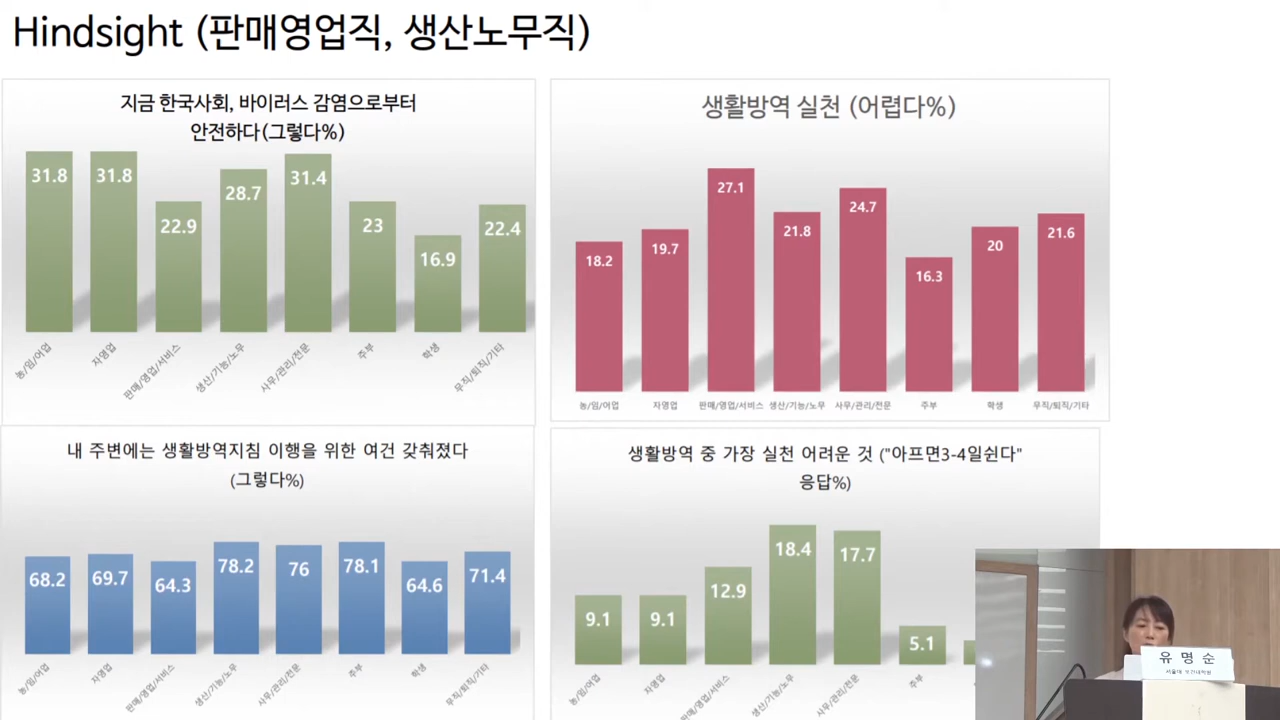 Hindsight (판매영업직, 생산노무직)
지금 한국사회, 바이러스 감염으로부터
안전하다(그렇다%)
31.8 31.8 22.9 28.7 31.4 23 16.9 22.4
농/임/어업 자영업 판매/영업/서비스 생산/기능/노무 사무/관리/전문 주부 학생 무직/퇴직/기타
생활방역 실천 (어렵다%)
18.2 19.7 27.1 21.8 24.7 16.3 20 21.6
농/임/어업 자영업 판매/영업/서비스 생산/기능/노무 사무/관리/전문 주부 학생 무직/퇴직/기타
내 주변에는 생활방역지침 이행을 위한 여건 갖춰졌다
(그렇다%)
68.2 69.7 64.3 78.2 76 78.1 64.6 71.4
농/임/어업 자영업 판매/영업/서비스 생산/기능/노무 사무/관리/전문 주부 학생 무직/퇴직/기타
생활방역 중 가장 실천 어려운 것 ("아프면3-4일쉰다"
응답%)
9.1 9.1 12.9 18.4 17.7 5.1
농/임/어업 자영업 판매/영업/서비스 생산/기능/노무 사무/관리/전문 주부
유명순
서울대 보건대학원